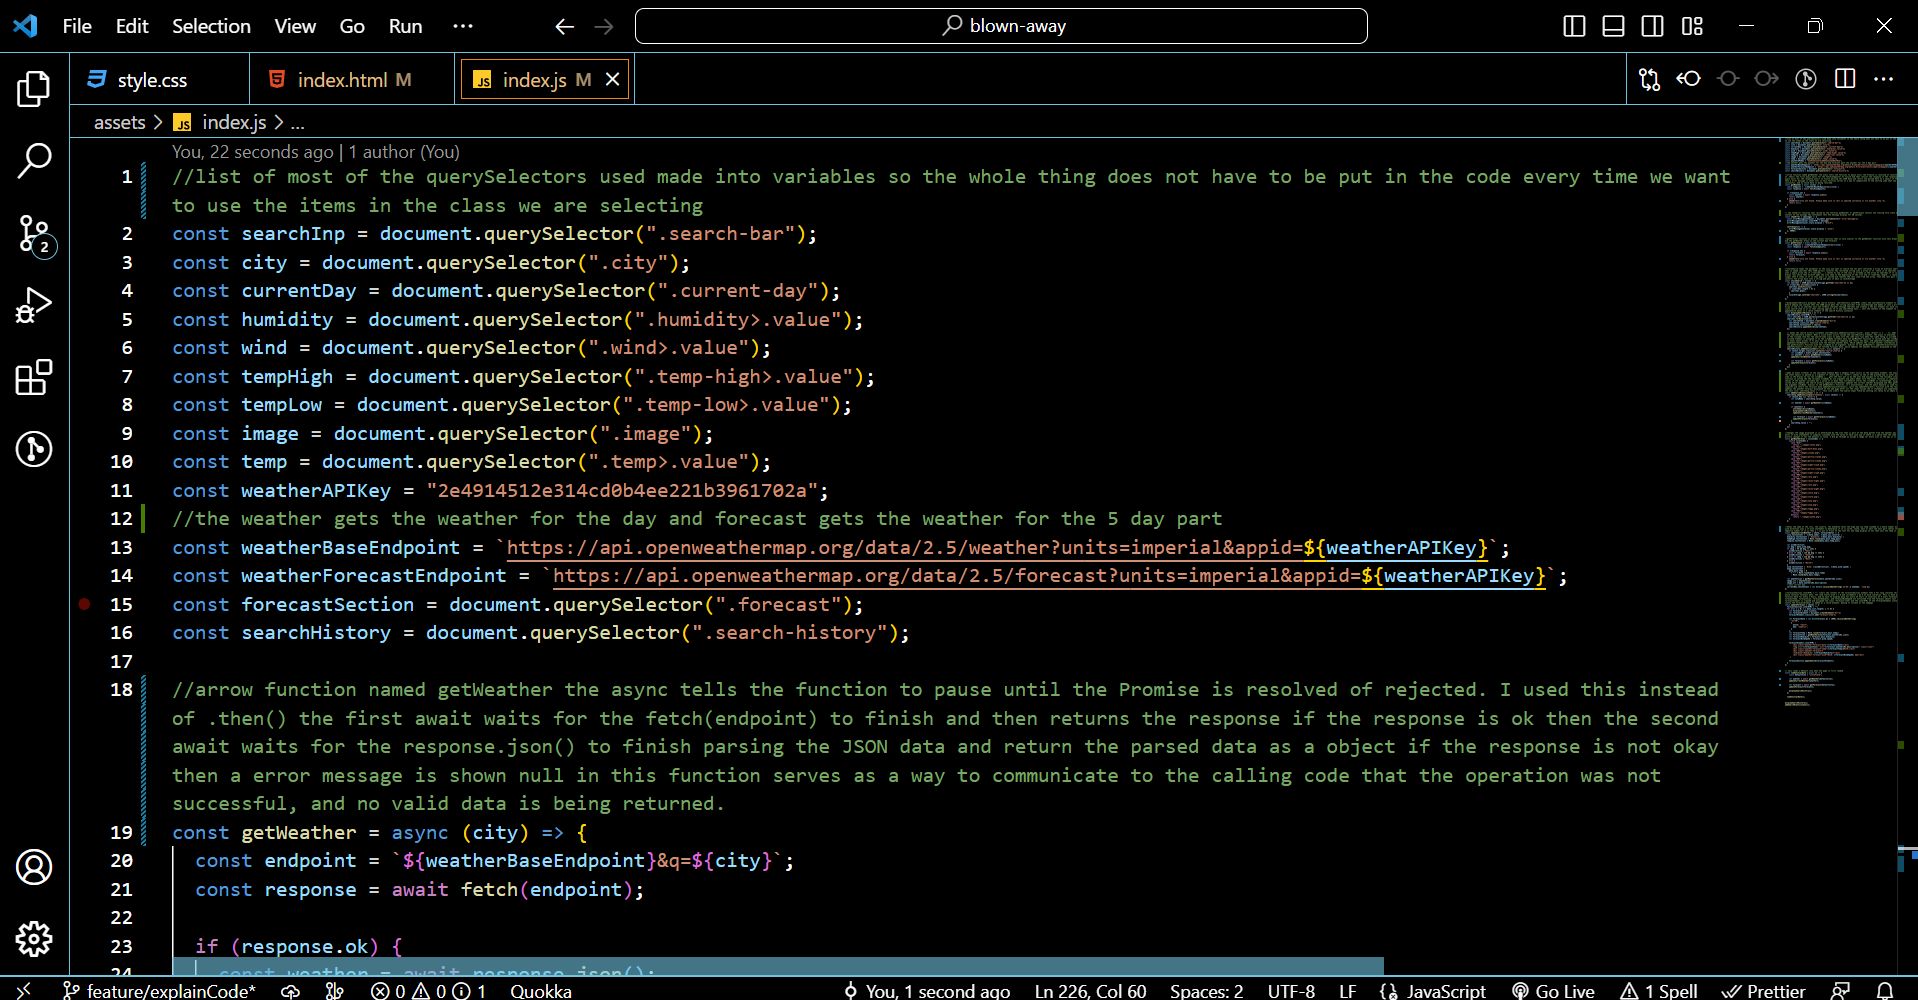 File Edit Selection View Go Run ··· blown-away
style.css index.html M index.js M
assets > index.js > ...
You, 22 seconds ago | 1 author (You)
1 //list of most of the querySelectors used made into variables so the whole thing does not have to be put in the code every time we want
to use the items in the class we are selecting
2 const searchInp = document.querySelector(".search-bar");
3 const city = document.querySelector(".city");
4 const currentDay = document.querySelector(".current-day");
5 const humidity = document.querySelector(".humidity>.value");
6 const wind = document.querySelector(".wind>.value");
7 const tempHigh = document.querySelector(".temp-high>.value");
8 const tempLow = document.querySelector(".temp-low>.value");
9 const image = document.querySelector(".image");
10 const temp = document.querySelector(".temp>.value");
11 const weatherAPIKey = "2e4914512e314cd0b4ee221b3961702a";
12 //the weather gets the weather for the day and forecast gets the weather for the 5 day part
13 const weatherBaseEndpoint = `https://api.openweathermap.org/data/2.5/weather?units=imperial&appid=${weatherAPIKey}`;
14 const weatherForecastEndpoint = `https://api.openweathermap.org/data/2.5/forecast?units=imperial&appid=${weatherAPIKey}`;
15 const forecastSection = document.querySelector(".forecast");
16 const searchHistory = document.querySelector(".search-history");
17
18 //arrow function named getWeather the async tells the function to pause until the Promise is resolved of rejected. I used this instead
of .then() the first await waits for the fetch(endpoint) to finish and then returns the response if the response is ok then the second
await waits for the response.json() to finish parsing the JSON data and return the parsed data as a object if the response is not okay
then a error message is shown null in this function serves as a way to communicate to the calling code that the operation was not
successful, and no valid data is being returned.
19 const getWeather = async (city) => {
20 const endpoint = `${weatherBaseEndpoint}&q=${city}`;
21 const response = await fetch(endpoint);
22
23 if (response.ok) {
24 const weather = await response.json();
2
feature/explainCode* 0 0 1 Quokka You, 1 second ago Ln 226, Col 60 Spaces: 2 UTF-8 LF {} JavaScript Go Live 1 Spell Prettier